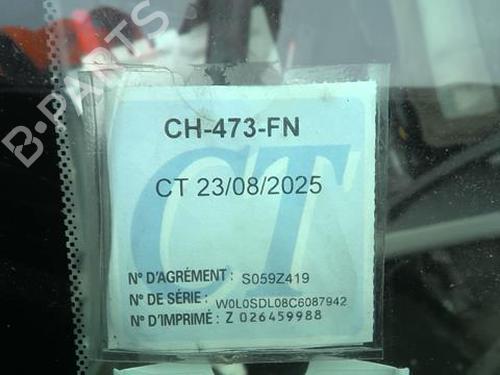 B-PARTS
CH-473-FN
CT
CT 23/08/2025
N° D'AGRÉMENT : S059Z419
N° DE SÉRIE : W0L0SDL08C6087942
N° D'IMPRIMÉ : Z 026459988